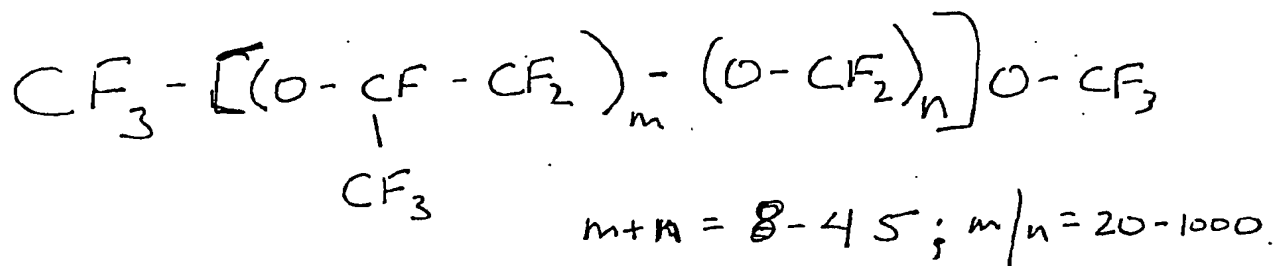 CF₃-[(O-CF-CF₂)ₘ-(O-CF₂)ₙ]O-CF₃
CF₃
m+n = 8-45; m/n = 20-1000.